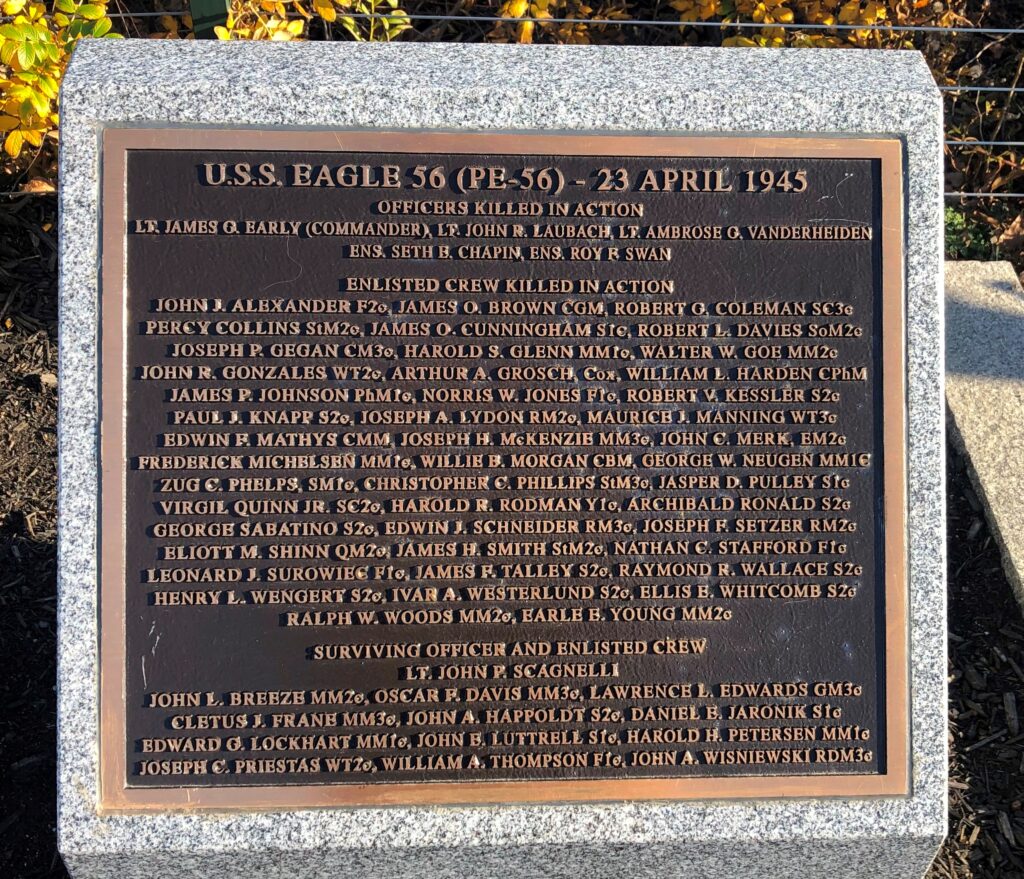 U.S.S. EAGLE 56 (PE-56) - 23 APRIL 1945
OFFICERS KILLED IN ACTION
LT. JAMES G. EARLY (COMMANDER), LT. JOHN R. LAUBACH, LT. AMBROSE G. VANDERHEIDEN
ENS. SETH B. CHAPIN, ENS. ROY F. SWAN
ENLISTED CREW KILLED IN ACTION
JOHN J. ALEXANDER F2c, JAMES O. BROWN CGM, ROBERT G. COLEMAN SC3c
PERCY COLLINS StM2c, JAMES O. CUNNINGHAM S1c, ROBERT L. DAVIES SoM2c
JOSEPH P. GEGAN CM3c, HAROLD S. GLENN MM1c, WALTER W. GOE MM2c
JOHN R. GONZALES WT2c, ARTHUR A. GROSCH, Cox, WILLIAM L. HARDEN CPhM
JAMES P. JOHNSON PhM1c, NORRIS W. JONES F1c, ROBERT V. KESSLER S2c
PAUL J. KNAPP S2c, JOSEPH A. LYDON RM2c, MAURICE J. MANNING WT3c
EDWIN F. MATHYS CMM, JOSEPH H. McKENZIE MM3c, JOHN C. MERK, EM2c
FREDERICK MICHELSEN MM1c, WILLIE B. MORGAN CBM, GEORGE W. NEUGEN MM1C
ZUG C. PHELPS, SM1c, CHRISTOPHER C. PHILLIPS StM3c, JASPER D. PULLEY S1c
VIRGIL QUINN JR. SC2c, HAROLD R. RODMAN Y1c, ARCHIBALD RONALD S2c
GEORGE SABATINO S2c, EDWIN J. SCHNEIDER RM3c, JOSEPH F. SETZER RM2c
ELIOTT M. SHINN QM2c, JAMES H. SMITH StM2c, NATHAN C. STAFFORD F1c
LEONARD J. SUROWIEC F1c, JAMES F. TALLEY S2c, RAYMOND R. WALLACE S2c
HENRY L. WENGERT S2c, IVAR A. WESTERLUND S2c, ELLIS E. WHITCOMB S2c
RALPH W. WOODS MM2c, EARLE E. YOUNG MM2c
SURVIVING OFFICER AND ENLISTED CREW
LT. JOHN P. SCAGNELLI
JOHN L. BREEZE MM2c, OSCAR F. DAVIS MM3c, LAWRENCE L. EDWARDS GM3c
CLETUS J. FRANE MM3c, JOHN A. HAPPOLDT S2c, DANIEL E. JARONIK S1c
EDWARD G. LOCKHART MM1c, JOHN E. LUTTRELL S1c, HAROLD H. PETERSEN MM1c
JOSEPH C. PRIESTAS WT2c, WILLIAM A. THOMPSON F1c, JOHN A. WISNIEWSKI RDM3c